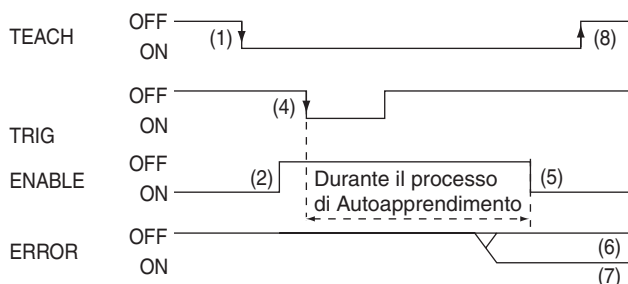 TEACH
OFF
ON
(1)
(8)
TRIG
OFF
ON
(4)
ENABLE
OFF
ON
(2)
Durante il processo
di Autoapprendimento
(5)
ERROR
OFF
ON
(6)
(7)